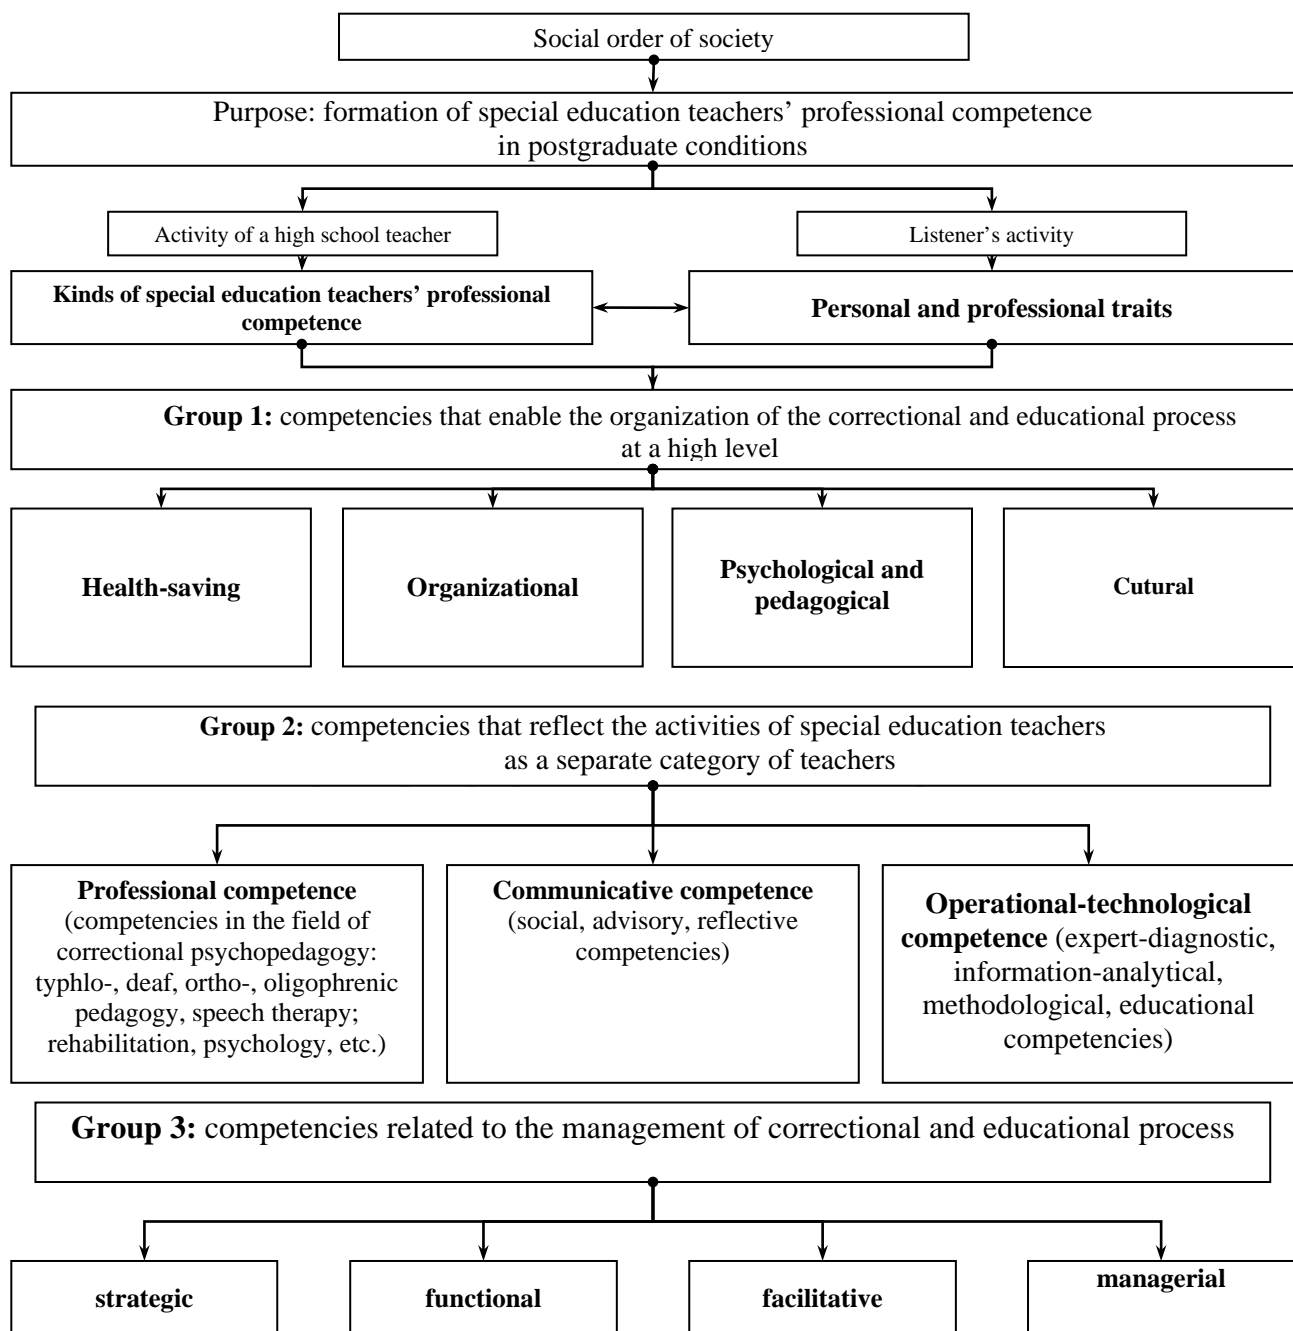 Social order of society
Purpose: formation of special education teachers’ professional competence
in postgraduate conditions
Activity of a high school teacher
Listener’s activity
Kinds of special education teachers’ professional
competence
Personal and professional traits
Group 1: competencies that enable the organization of the correctional and educational process
at a high level
Health-saving
Organizational
Psychological and
pedagogical
Cutural
Group 2: competencies that reflect the activities of special education teachers
as a separate category of teachers
Professional competence
(competencies in the field of
correctional psychopedagogy:
typhlo-, deaf, ortho-, oligophrenic
pedagogy, speech therapy;
rehabilitation, psychology, etc.)
Communicative competence
(social, advisory, reflective
competencies)
Operational-technological
competence (expert-diagnostic,
information-analytical,
methodological, educational
competencies)
Group 3: competencies related to the management of correctional and educational process
strategic
functional
facilitative
managerial